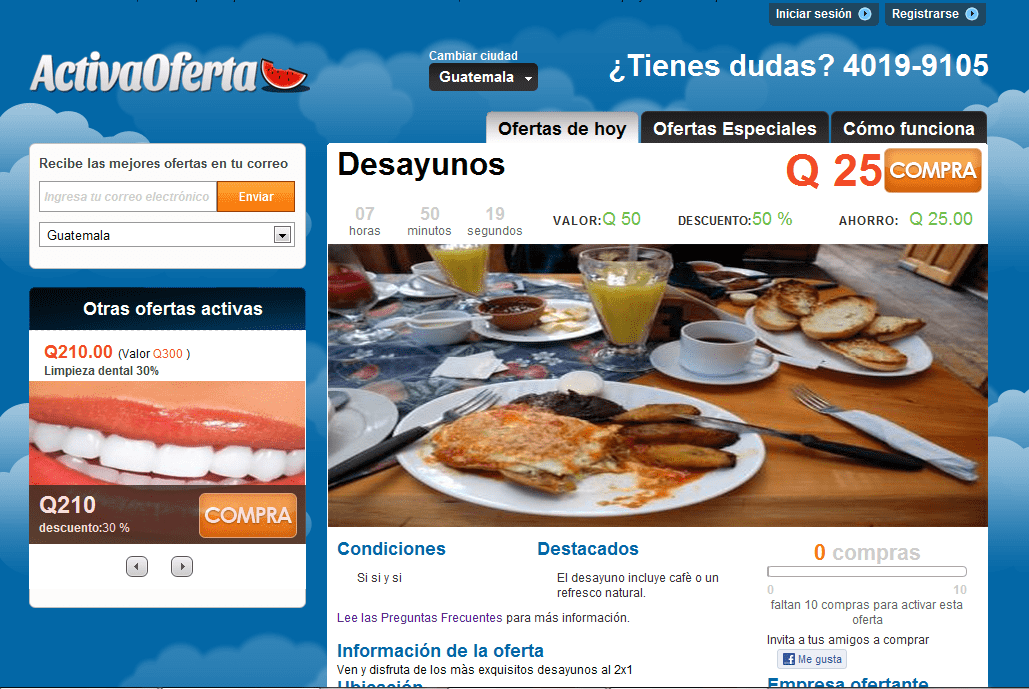 Iniciar sesión
Registrarse
ActivaOferta
Cambiar ciudad
Guatemala
¿Tienes dudas? 4019-9105
Ofertas de hoy
Ofertas Especiales
Cómo funciona
Recibe las mejores ofertas en tu correo
Ingresa tu correo electrónico
Enviar
Guatemala
Otras ofertas activas
Q210.00 (Valor Q300 )
Limpieza dental 30%
Q210
descuento:30 %
COMPRA
Desayunos
Q 25
COMPRA
07 50 19
horas minutos segundos
VALOR:Q 50
DESCUENTO:50 %
AHORRO: Q 25.00
Condiciones
Si si y si
Destacados
El desayuno incluye cafè o un
refresco natural.
Lee las Preguntas Frecuentes para más información.
Información de la oferta
Ven y disfruta de los màs exquisitos desayunos al 2x1
Ubicación
0 compras
0 10
faltan 10 compras para activar esta
oferta
Invita a tus amigos a comprar
Me gusta
Empresa ofertante